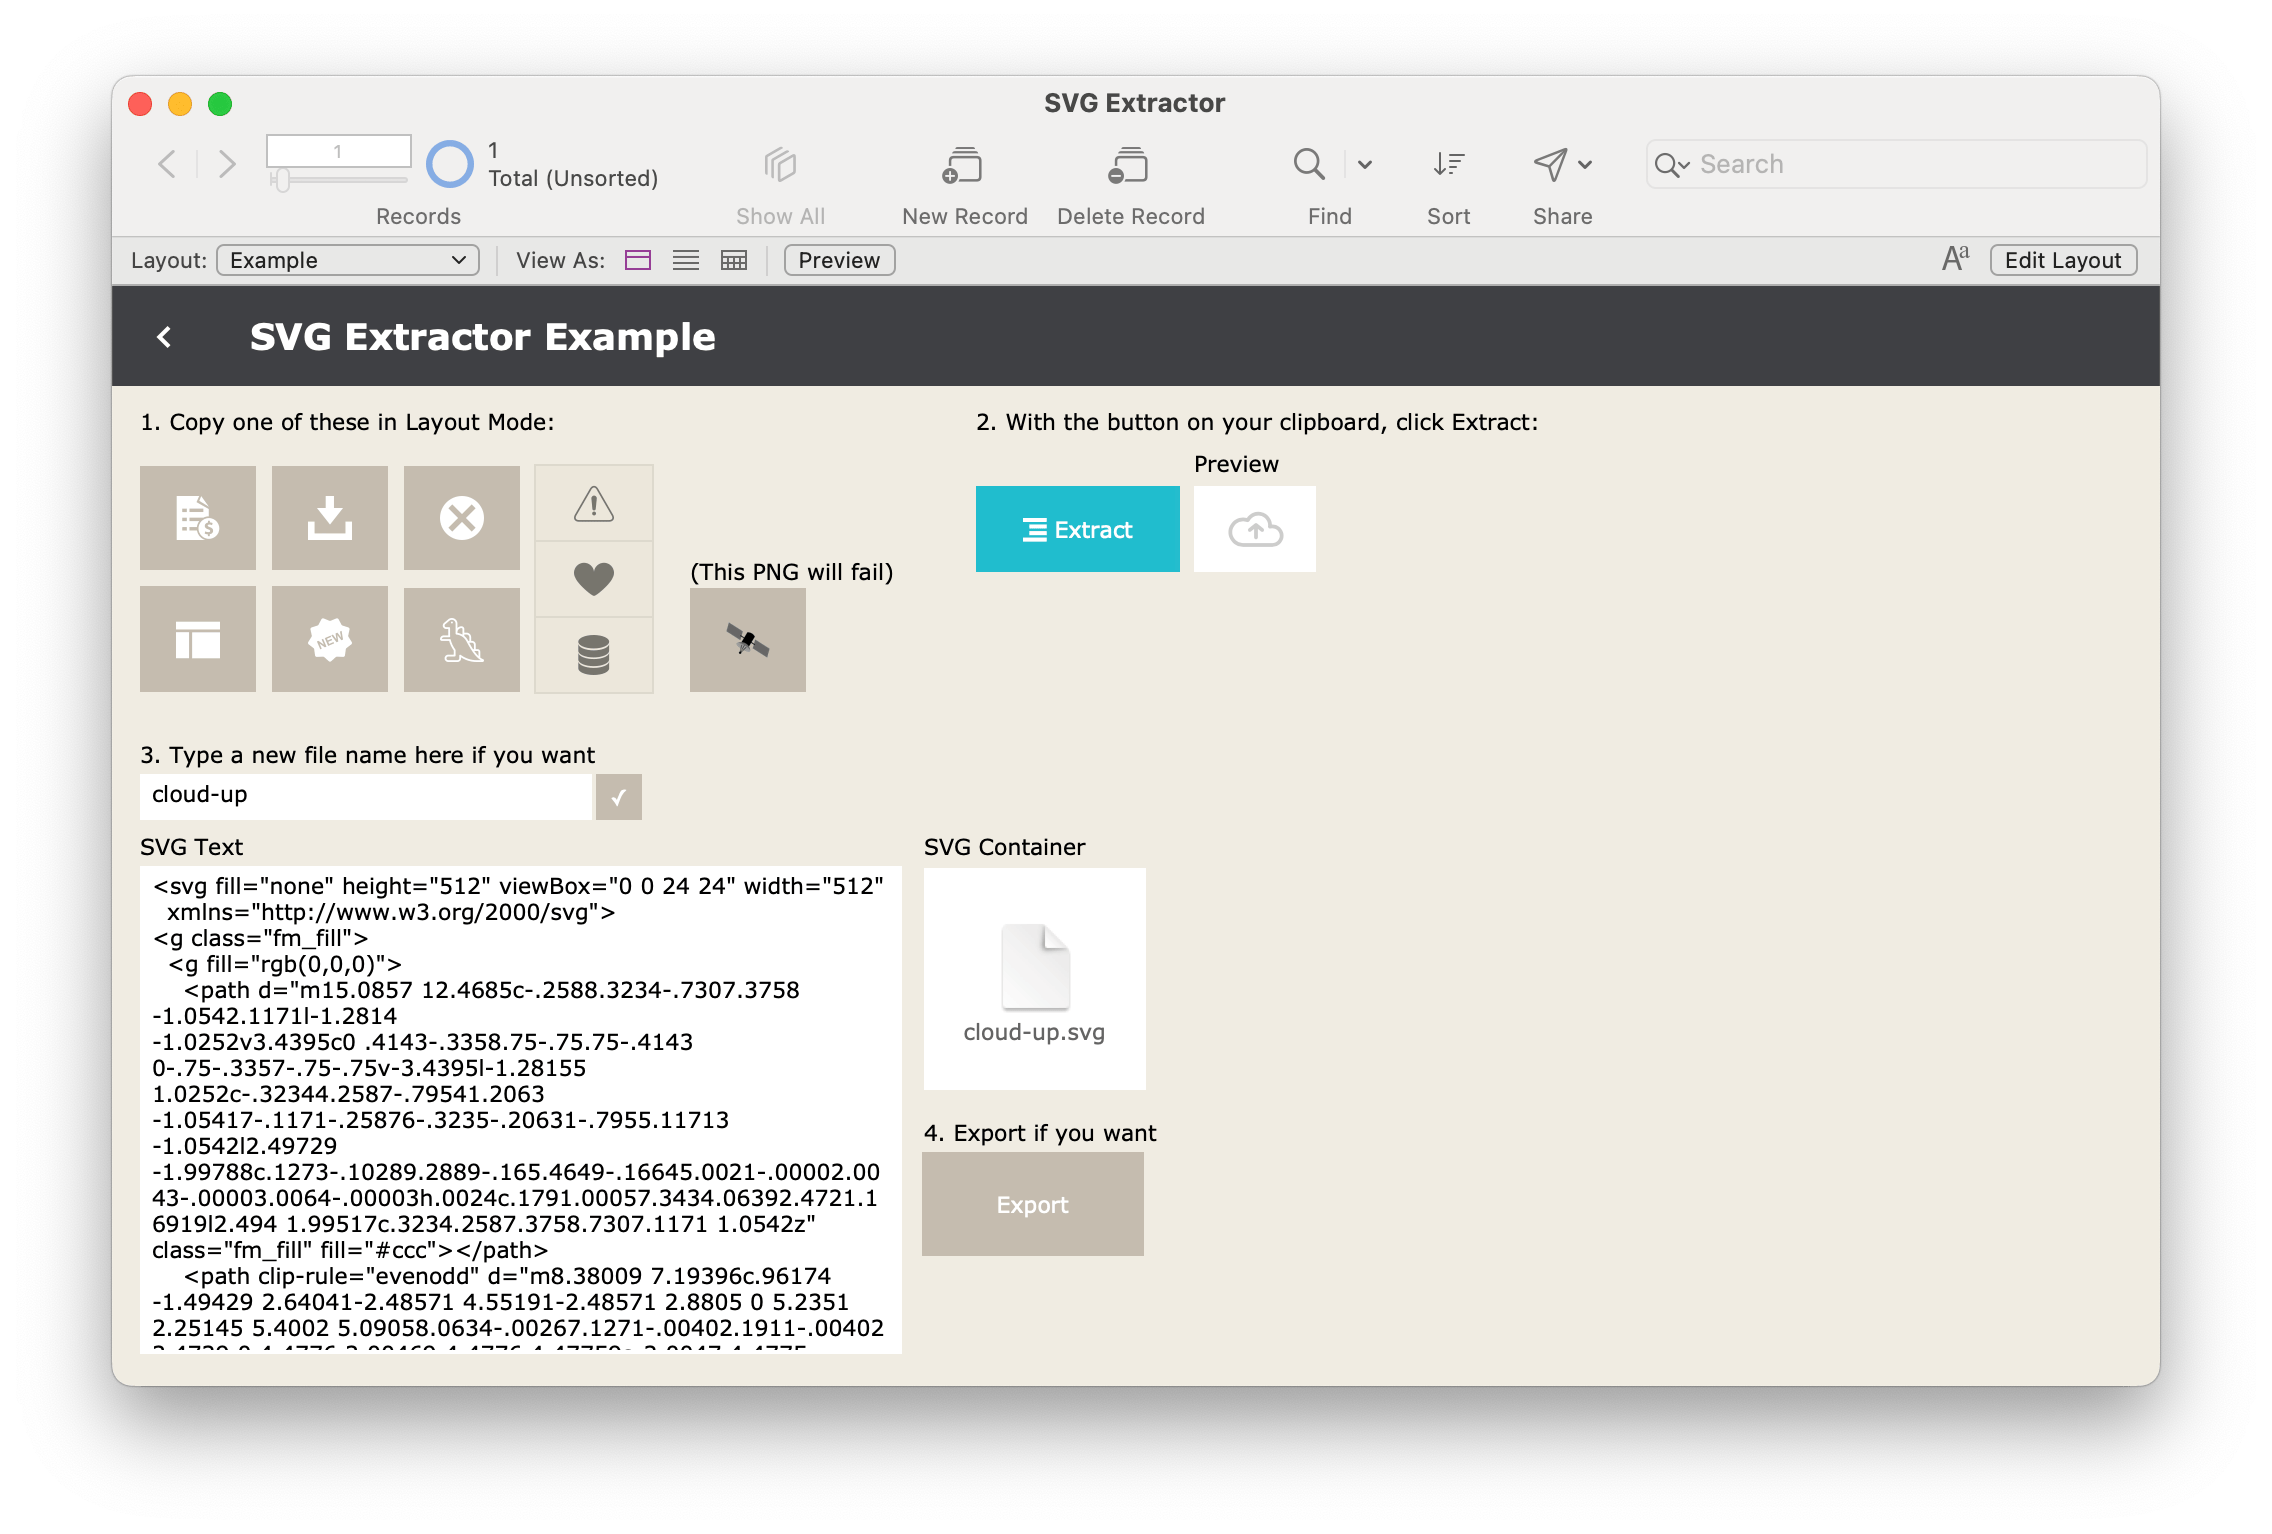 SVG Extractor
1
1
Total (Unsorted)
Records
Show All
New Record
Delete Record
Find
Sort
Share
Search
Layout:
Example
View As:
Preview
Aa
Edit Layout
SVG Extractor Example
1. Copy one of these in Layout Mode:
2. With the button on your clipboard, click Extract:
Preview
Extract
$
NEW
(This PNG will fail)
3. Type a new file name here if you want
cloud-up
SVG Text
<svg fill="none" height="512" viewBox="0 0 24 24" width="512"
xmlns="http://www.w3.org/2000/svg">
<g class="fm_fill">
<g fill="rgb(0,0,0)">
<path d="m15.0857 12.4685c-.2588.3234-.7307.3758
-1.0542.1171l-1.2814
-1.0252v3.4395c0 .4143-.3358.75-.75.75-.4143
0-.75-.3357-.75-.75v-3.4395l-1.28155
1.0252c-.32344.2587-.79541.2063
-1.05417-.1171-.25876-.3235-.20631-.7955.11713
-1.0542l2.49729
-1.99788c.1273-.10289.2889-.165.4649-.16645.0021-.00002.00
43-.00003.0064-.00003h.0024c.1791.00057.3434.06392.4721.1
6919l2.494 1.99517c.3234.2587.3758.7307.1171 1.0542z"
class="fm_fill" fill="#ccc"></path>
<path clip-rule="evenodd" d="m8.38009 7.19396c.96174
-1.49429 2.64041-2.48571 4.55191-2.48571 2.8805 0 5.2351
2.25145 5.4002 5.09058.0634-.00267.1271-.00402.1911-.00402
SVG Container
cloud-up.svg
4. Export if you want
Export